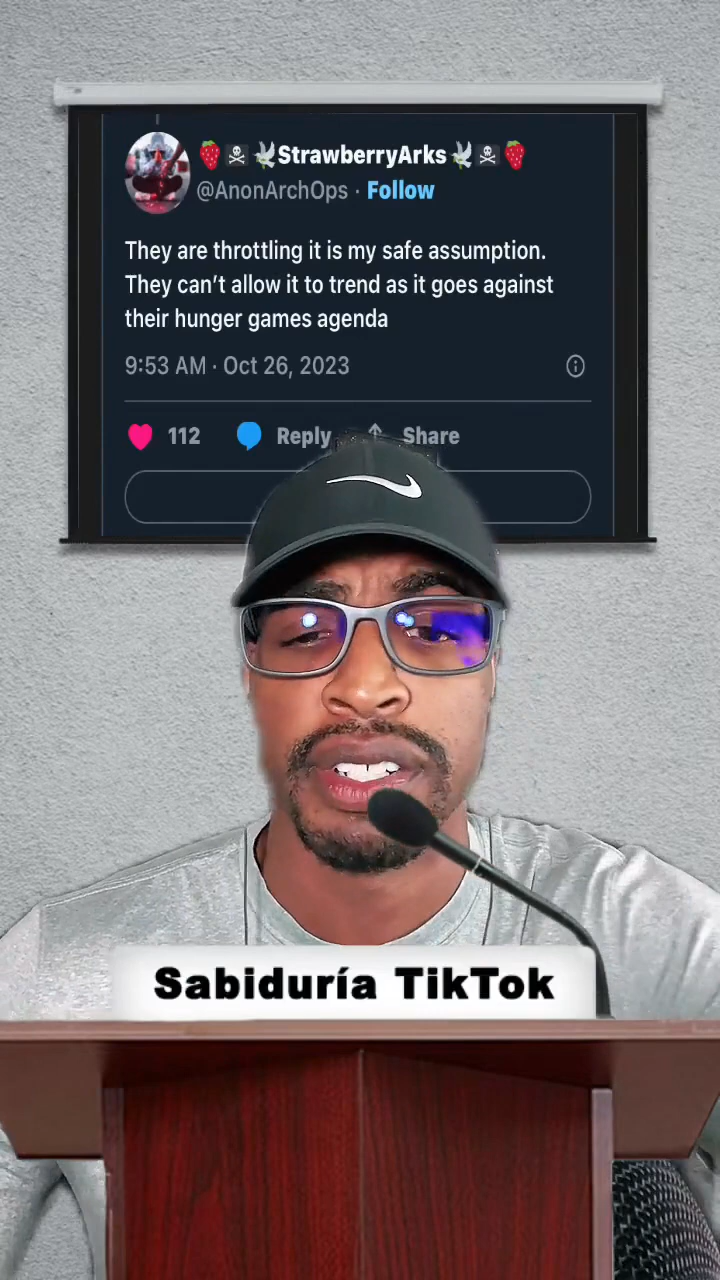 🍓☠️🕊️StrawberryArks🕊️☠️🍓
@AnonArchOps · Follow
They are throttling it is my safe assumption.
They can’t allow it to trend as it goes against
their hunger games agenda
9:53 AM · Oct 26, 2023
112 Reply Share
Sabiduría TikTok